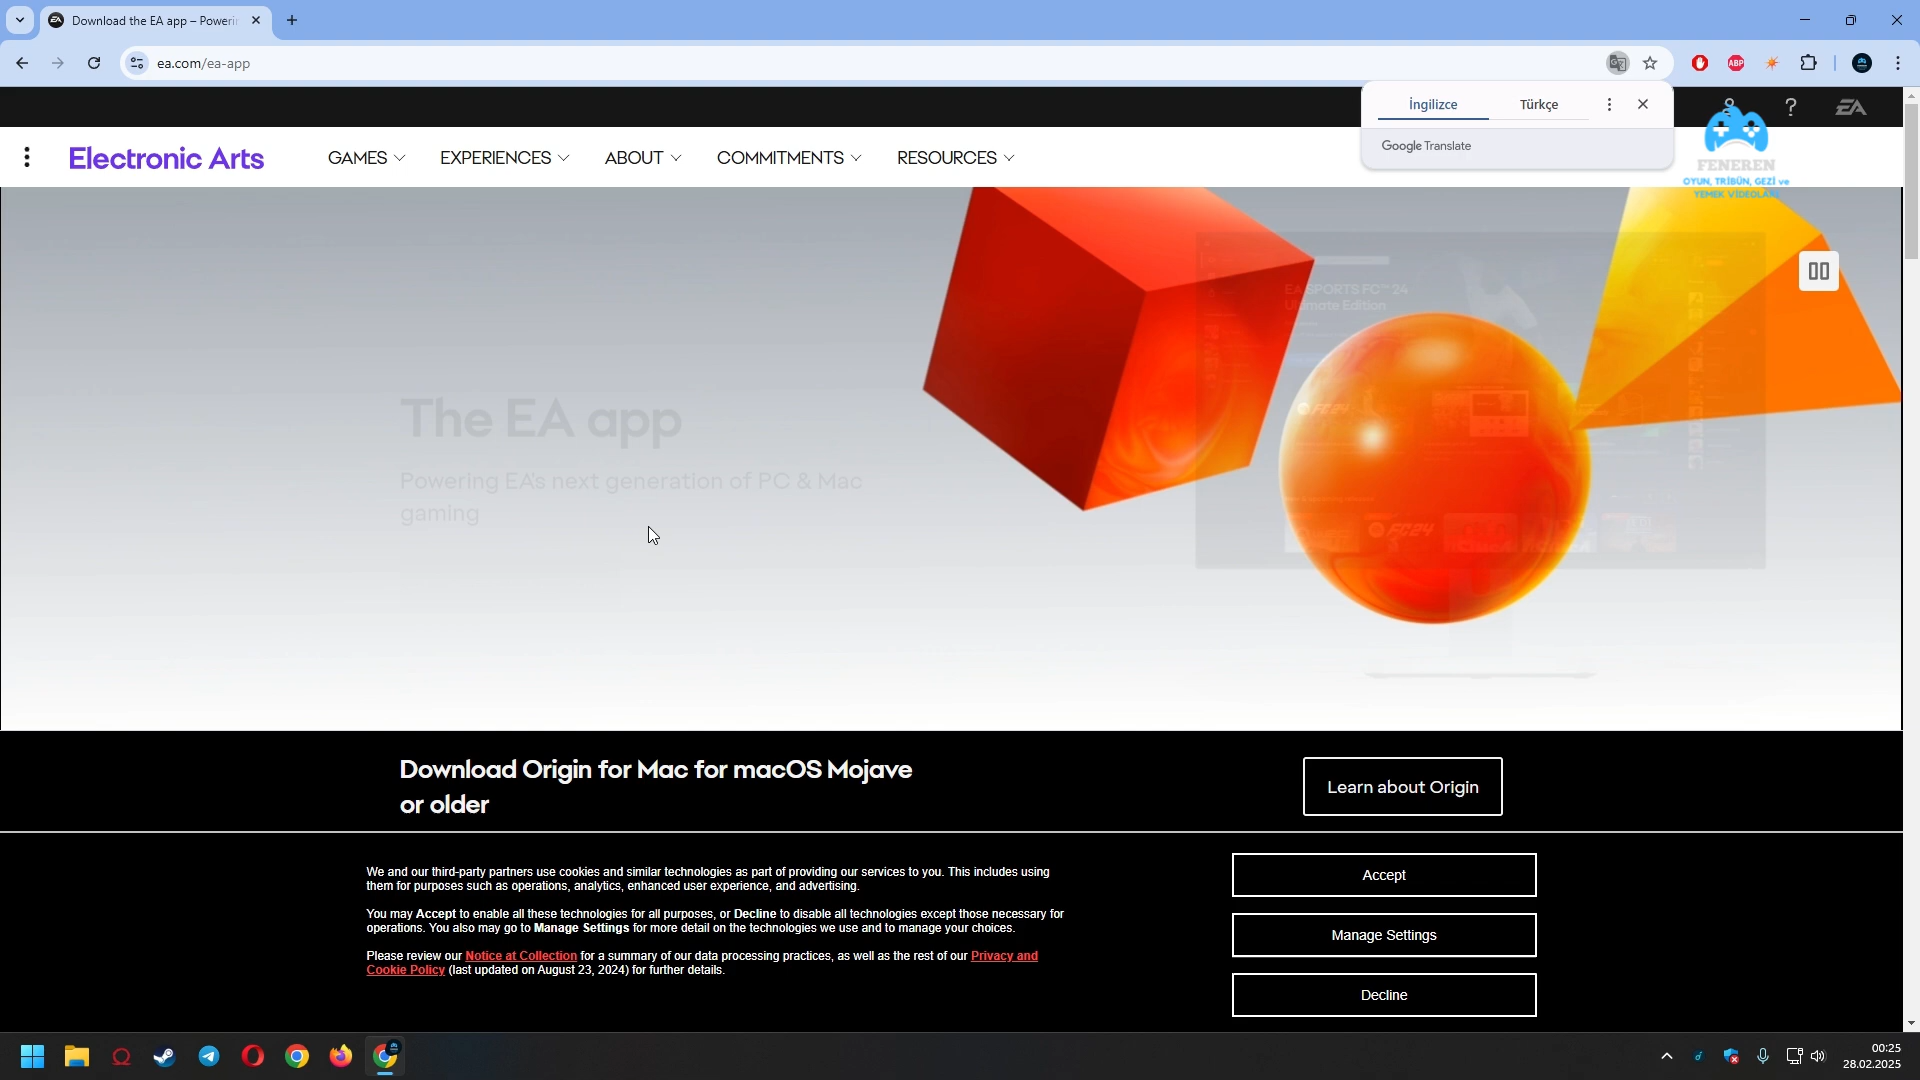 Download the EA app – Poweri
ea.com/ea-app
ABP
İngilizce
Türkçe
Google Translate
?
EA
Electronic Arts
GAMES
EXPERIENCES
ABOUT
COMMITMENTS
RESOURCES
FENEREN
OYUN, TRİBÜN, GEZİ ve
YEMEK VİDEOLARI
EA SPORTS FC™ 24
Ultimate Edition
The EA app
Powering EA's next generation of PC & Mac
gaming
FC24
Download Origin for Mac for macOS Mojave
or older
Learn about Origin
We and our third-party partners use cookies and similar technologies as part of providing our services to you. This includes using
them for purposes such as operations, analytics, enhanced user experience, and advertising.
You may Accept to enable all these technologies for all purposes, or Decline to disable all technologies except those necessary for
operations. You also may go to Manage Settings for more detail on the technologies we use and to manage your choices.
Please review our Notice at Collection for a summary of our data processing practices, as well as the rest of our Privacy and
Cookie Policy (last updated on August 23, 2024) for further details.
Accept
Manage Settings
Decline
00:25
28.02.2025